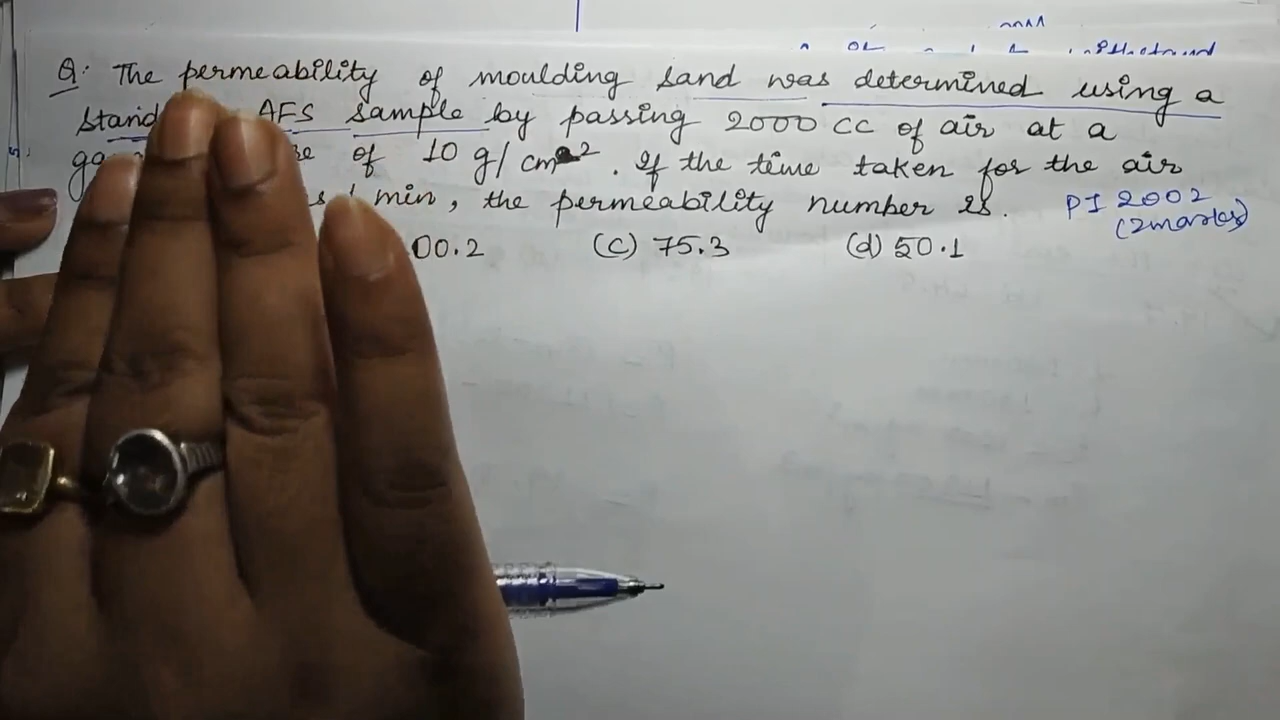 Q: The permeability of moulding sand was determined using a
AFS sample by passing 2000 CC of air at a
of 10 g/cm². If the time taken for the air
min, the permeability number is. PI 2002
(2 marks)
00.2 (c) 75.3 (d) 50.1